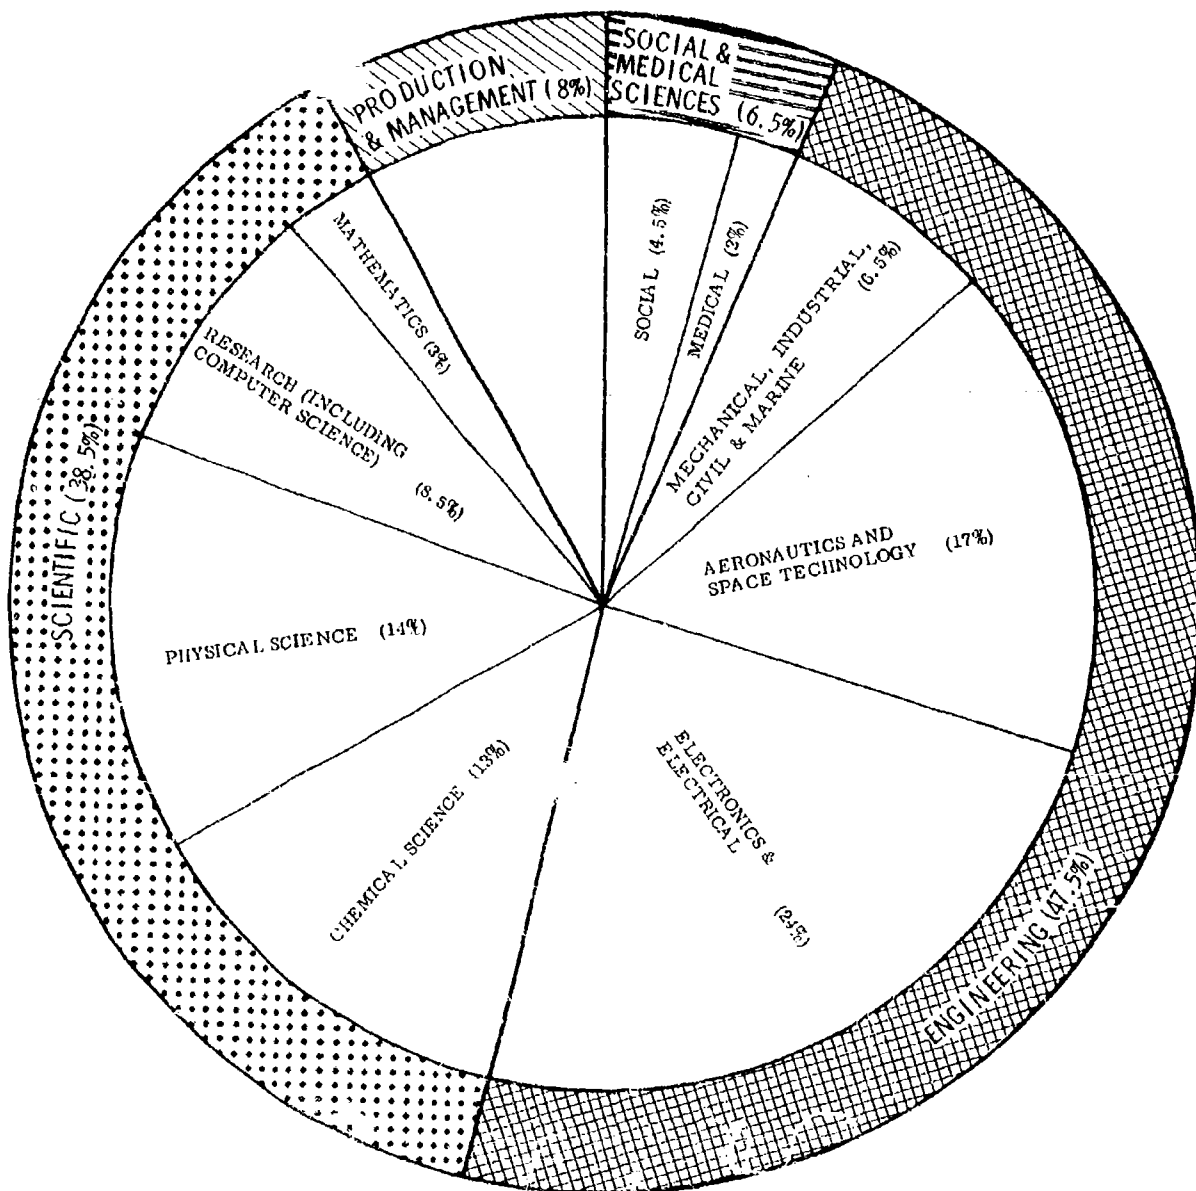 SOCIAL &
MEDICAL
SCIENCES (6.5%)
PRODUCTION
& MANAGEMENT (8%)
SCIENTIFIC (38.5%)
ENGINEERING (47.5%)
SOCIAL (4.5%)
MEDICAL (2%)
MECHANICAL, INDUSTRIAL,
CIVIL & MARINE
(6.5%)
AERONAUTICS AND
SPACE TECHNOLOGY (17%)
ELECTRONICS &
ELECTRICAL
(24%)
CHEMICAL SCIENCE (13%)
PHYSICAL SCIENCE (14%)
RESEARCH (INCLUDING
COMPUTER SCIENCE)
(8.5%)
MATHEMATICS (3%)